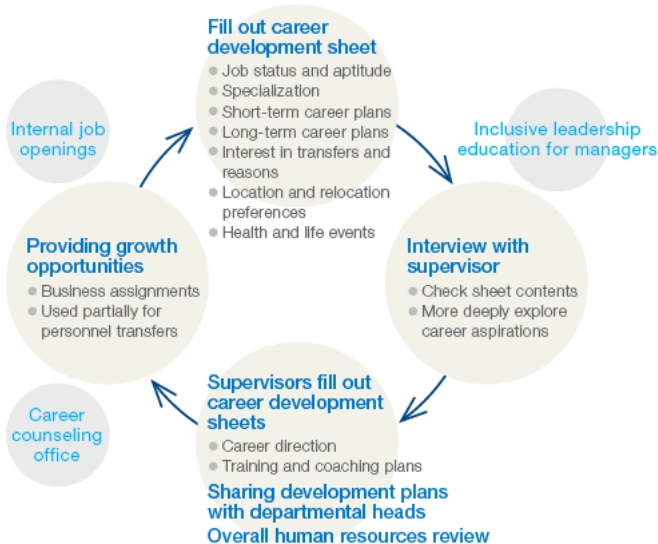 Fill out career
development sheet
Job status and aptitude
Specialization
Short-term career plans
Long-term career plans
Interest in transfers and
reasons
Location and relocation
preferences
Health and life events
Inclusive leadership
education for managers
Interview with
supervisor
Check sheet contents
More deeply explore
career aspirations
Supervisors fill out
career development
sheets
Career direction
Training and coaching plans
Sharing development plans
with departmental heads
Overall human resources review
Career
counseling
office
Providing growth
opportunities
Business assignments
Used partially for
personnel transfers
Internal job
openings